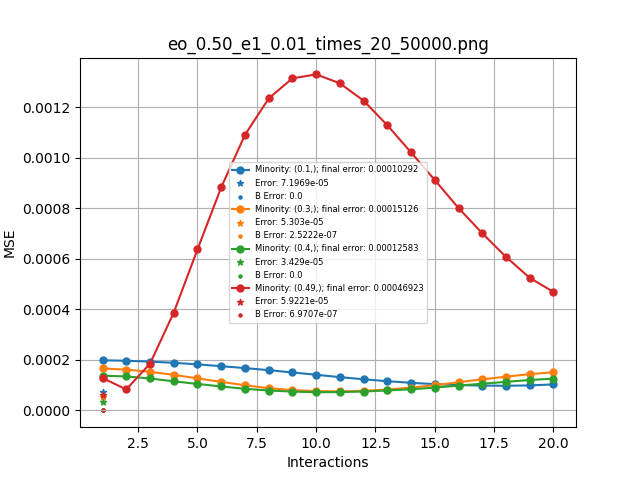 eo_0.50_e1_0.01_times_20_50000.png
MSE
0.0012
0.0010
0.0008
0.0006
0.0004
0.0002
0.0000
Minority: (0.1,); final error: 0.00010292
Error: 7.1969e-05
B Error: 0.0
Minority: (0.3,); final error: 0.00015126
Error: 5.303e-05
B Error: 2.5222e-07
Minority: (0.4,); final error: 0.00012583
Error: 3.429e-05
B Error: 0.0
Minority: (0.49,); final error: 0.00046923
Error: 5.9221e-05
B Error: 6.9707e-07
2.5 5.0 7.5 10.0 12.5 15.0 17.5 20.0
Interactions